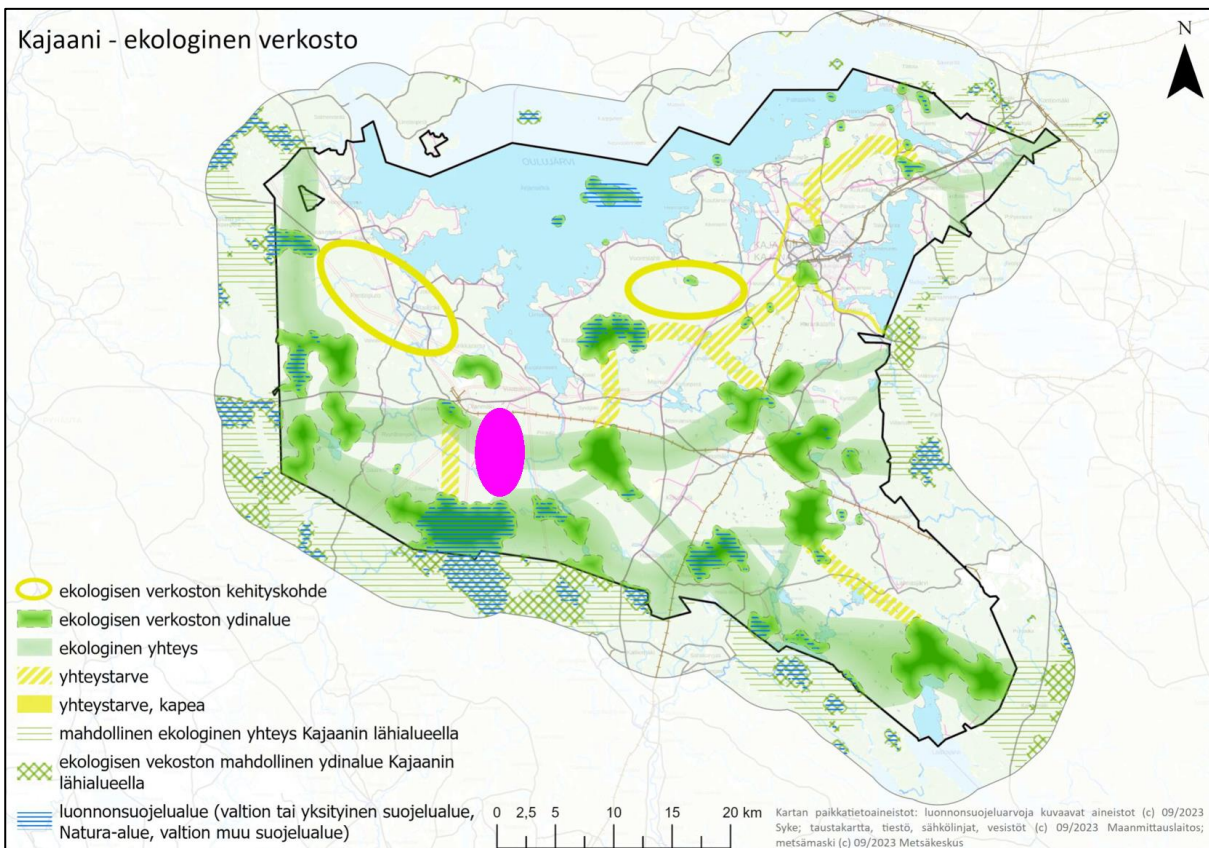 Kajaani - ekologinen verkosto
N
ekologisen verkoston kehityskohde
ekologisen verkoston ydinalue
ekologinen yhteys
yhteystarve
yhteystarve, kapea
mahdollinen ekologinen yhteys Kajaanin lähialueella
ekologisen vekoston mahdollinen ydinalue Kajaanin
lähialueella
luonnonsuojelualue (valtion tai yksityinen suojelualue,
Natura-alue, valtion muu suojelualue)
0 2,5 5 10 15 20 km
Kartan paikkatietoaineistot: luonnonsuojeluarvoja kuvaavat aineistot (c) 09/2023
Syke; taustakartta, tiestö, sähkölinjat, vesistöt (c) 09/2023 Maanmittauslaitos;
metsämaski (c) 09/2023 Metsäkeskus